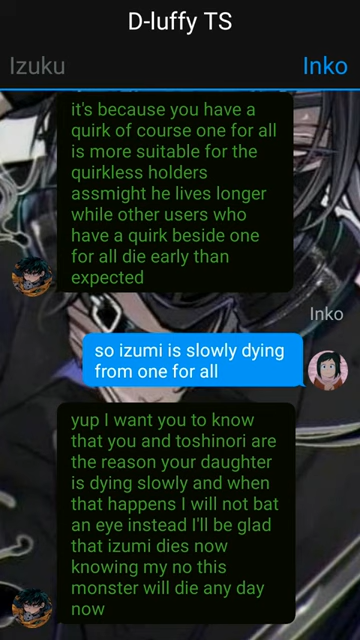 D-luffy TS
Izuku
Inko
it's because you have a
quirk of course one for all
is more suitable for the
quirkless holders
assmight he lives longer
while other users who
have a quirk beside one
for all die early than
expected
Inko
so izumi is slowly dying
from one for all
yup I want you to know
that you and toshinori are
the reason your daughter
is dying slowly and when
that happens I will not bat
an eye instead I'll be glad
that izumi dies now
knowing my no this
monster will die any day
now